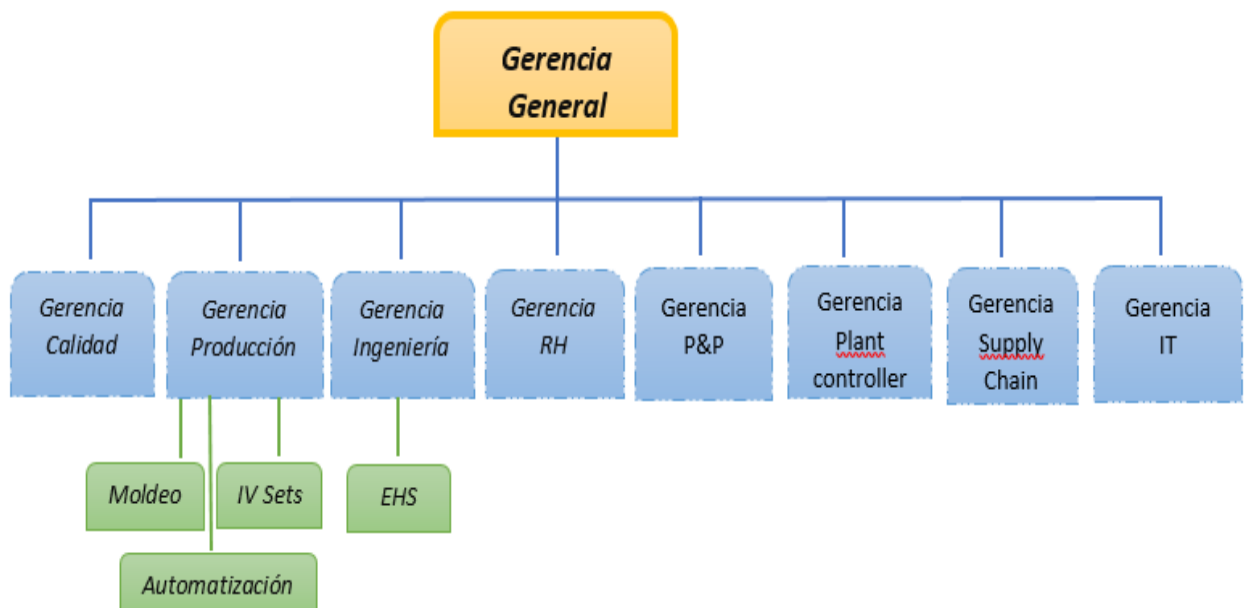 Gerencia
General
Gerencia
Calidad
Gerencia
Producción
Gerencia
Ingeniería
Gerencia
RH
Gerencia
P&P
Gerencia
Plant
controller
Gerencia
Supply
Chain
Gerencia
IT
Moldeo
IV Sets
EHS
Automatización